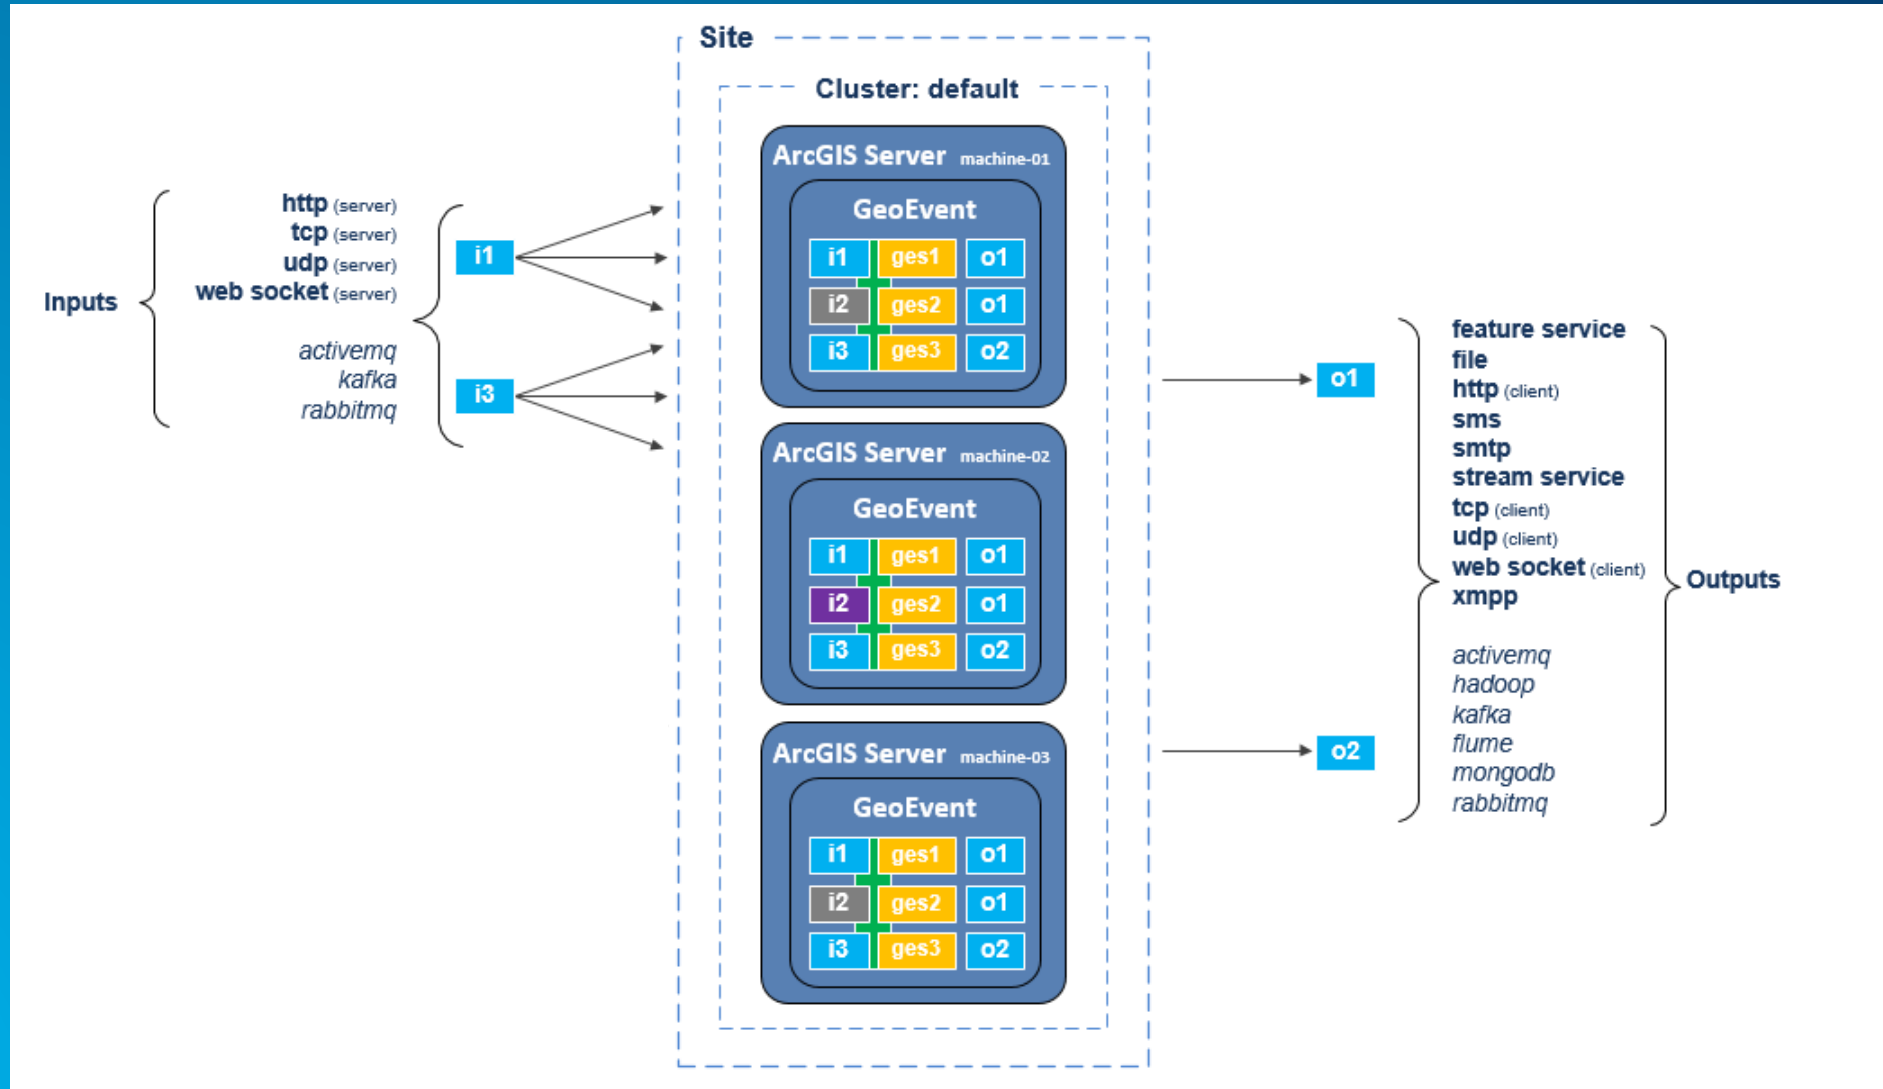 Site
Cluster: default
Inputs
http (server)
tcp (server)
udp (server)
web socket (server)
activemq
kafka
rabbitmq
i1
i3
ArcGIS Server machine-01
GeoEvent
i1 ges1 o1
i2 ges2 o1
i3 ges3 o2
ArcGIS Server machine-02
GeoEvent
i1 ges1 o1
i2 ges2 o1
i3 ges3 o2
ArcGIS Server machine-03
GeoEvent
i1 ges1 o1
i2 ges2 o1
i3 ges3 o2
o1
o2
feature service
file
http (client)
sms
smtp
stream service
tcp (client)
udp (client)
web socket (client)
xmpp
activemq
hadoop
kafka
flume
mongodb
rabbitmq
Outputs